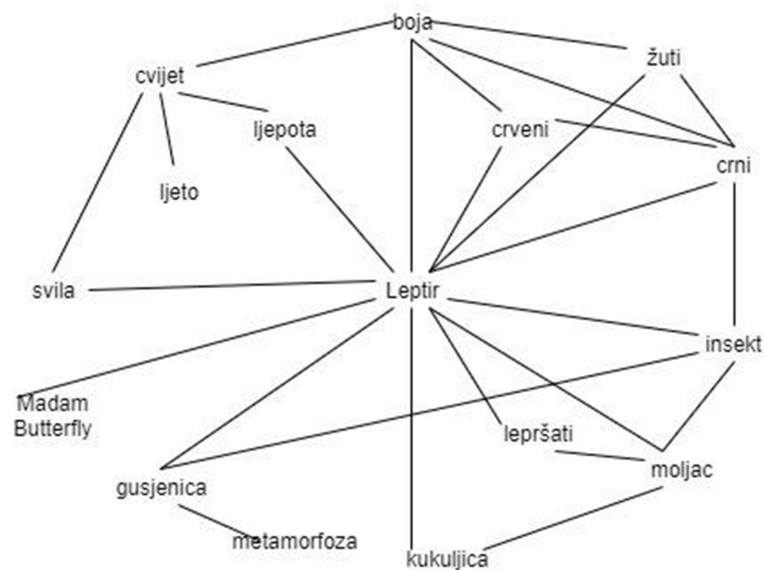 boja
žuti
cvijet
ljepota
crveni
crni
ljeto
svila
Leptir
insekt
Madam
Butterfly
lepršati
moljac
gusjenica
metamorfoza
kukuljica